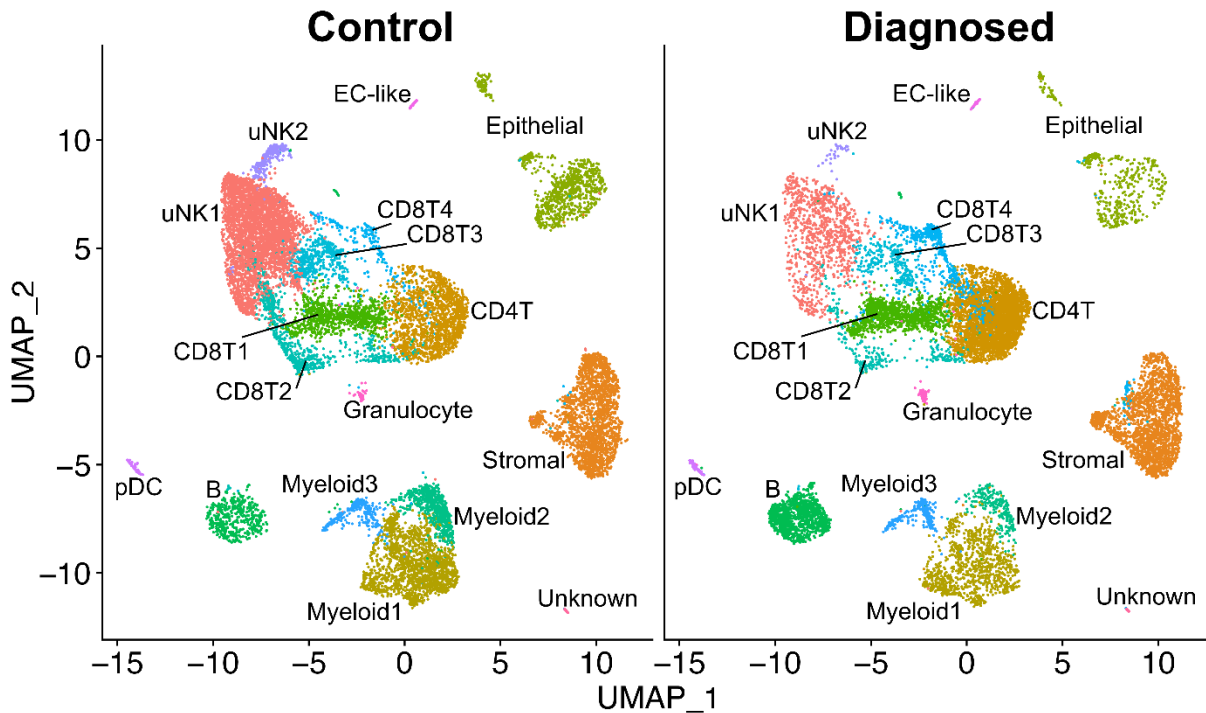 Control
Diagnosed
EC-like
Epithelial
uNK2
uNK1
CD8T4
CD8T3
CD4T
CD8T1
CD8T2
Granulocyte
Stromal
pDC
B
Myeloid3
Myeloid2
Myeloid1
Unknown
EC-like
Epithelial
uNK2
uNK1
CD8T4
CD8T3
CD4T
CD8T1
CD8T2
Granulocyte
Stromal
pDC
B
Myeloid3
Myeloid2
Myeloid1
Unknown
UMAP_2
10
5
0
−5
−10
−15 −10 −5 0 5 10
−15 −10 −5 0 5 10
UMAP_1